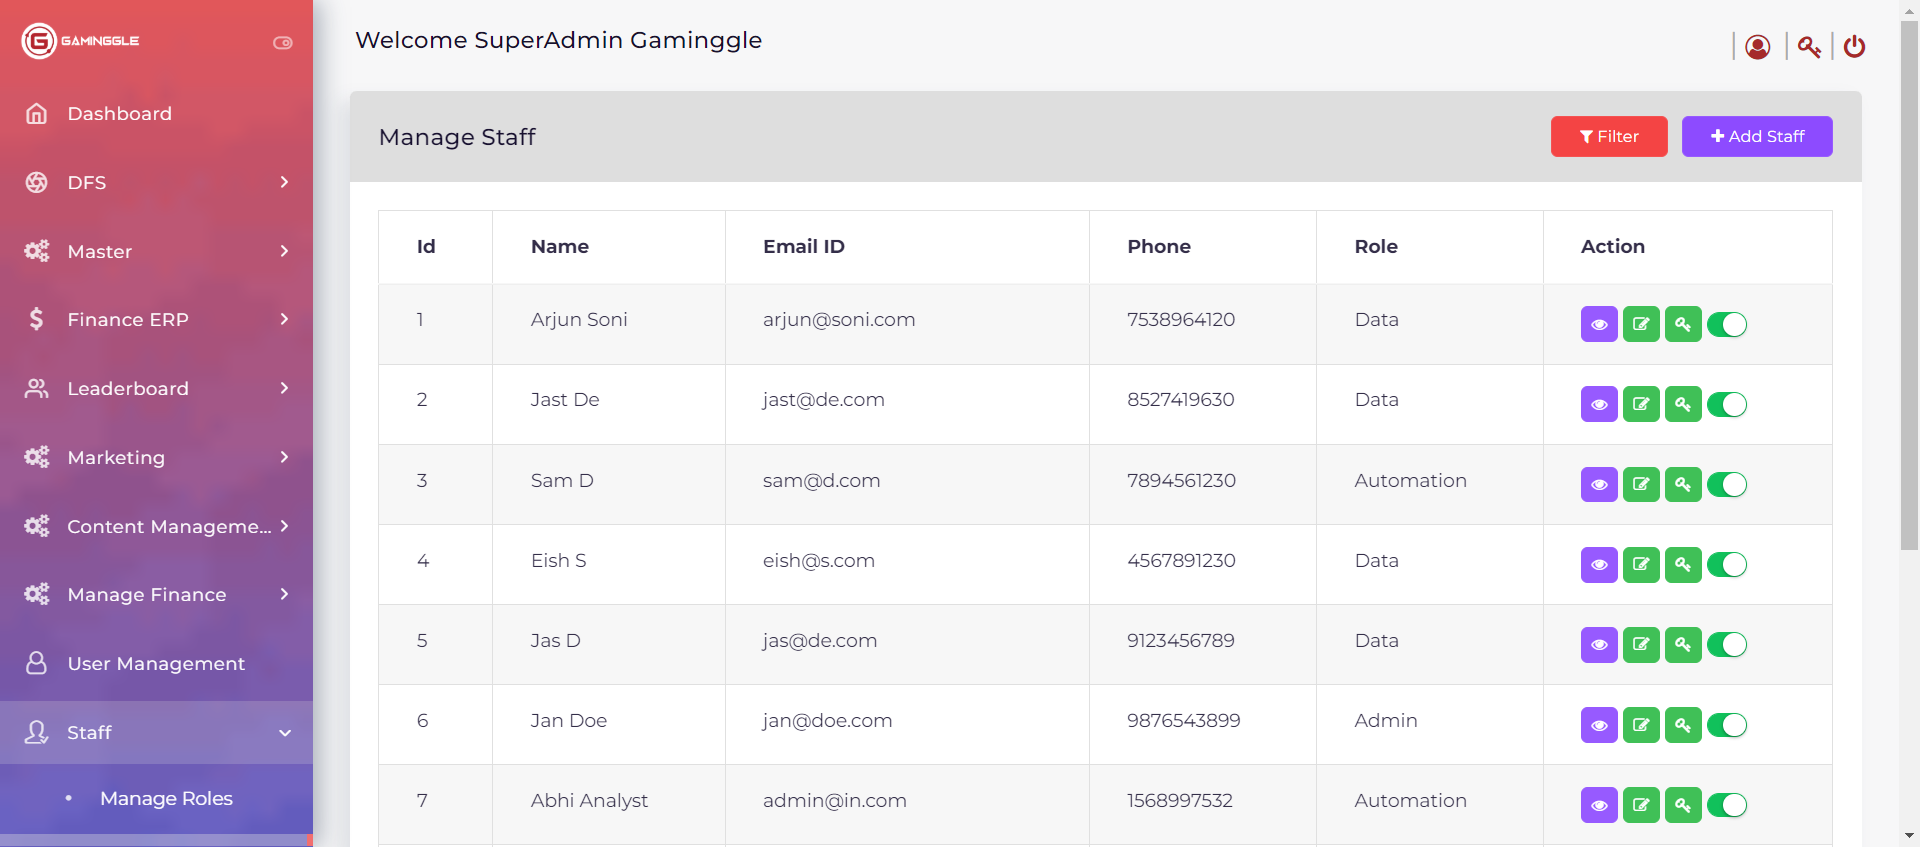 GAMINGGLE
Welcome SuperAdmin Gaminggle
Dashboard
DFS
Master
Finance ERP
Leaderboard
Marketing
Content Manageme...
Manage Finance
User Management
Staff
Manage Roles
Manage Staff
Filter
Add Staff
Id Name Email ID Phone Role Action
1 Arjun Soni arjun@soni.com 7538964120 Data
2 Jast De jast@de.com 8527419630 Data
3 Sam D sam@d.com 7894561230 Automation
4 Eish S eish@s.com 4567891230 Data
5 Jas D jas@de.com 9123456789 Data
6 Jan Doe jan@doe.com 9876543899 Admin
7 Abhi Analyst admin@in.com 1568997532 Automation